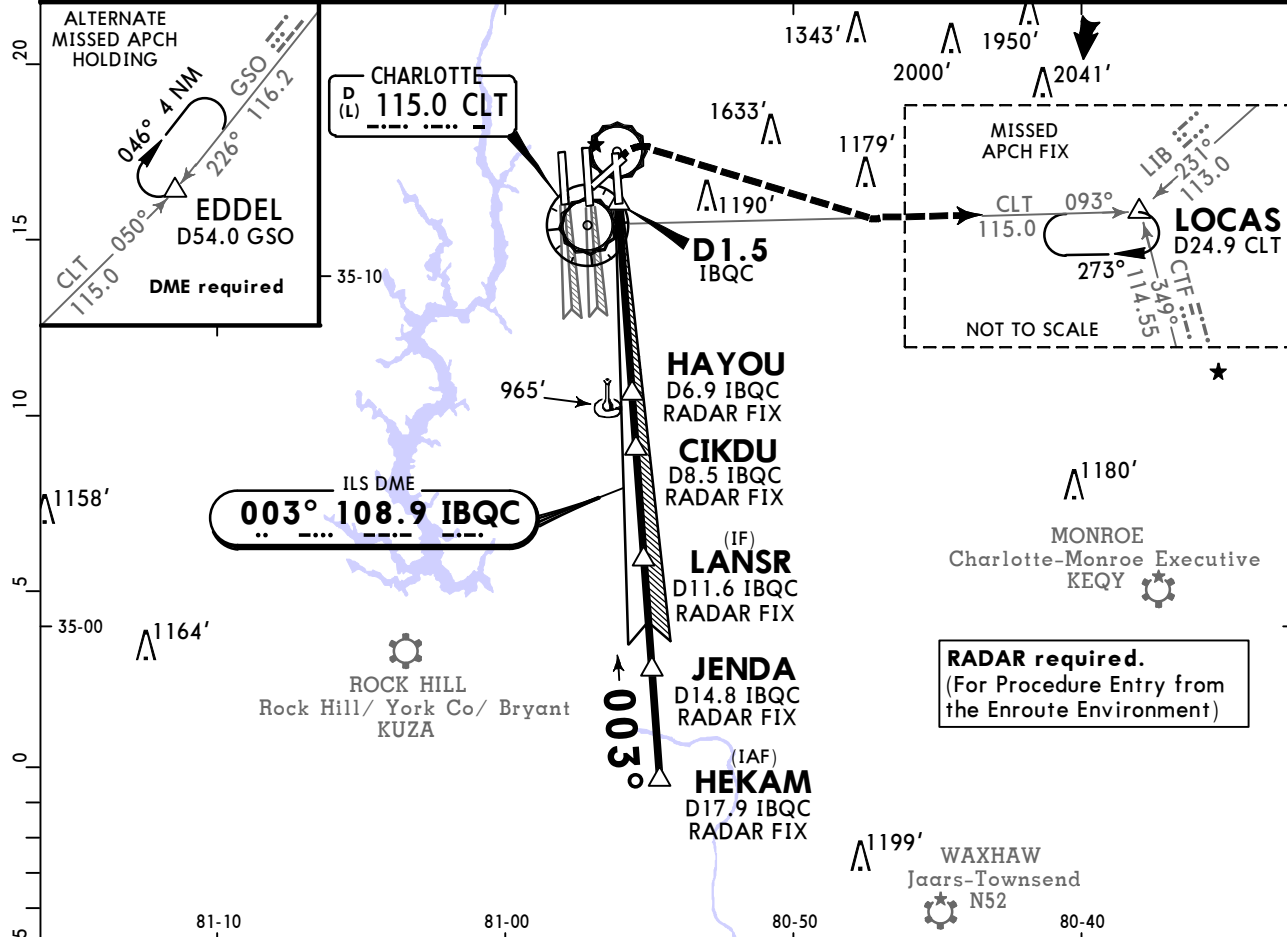 ALTERNATE
MISSED APCH
HOLDING
046° 4 NM
GSO
116.2
226°
EDDEL
D54.0 GSO
CLT 050°
115.0
DME required
CHARLOTTE
D
(L) 115.0 CLT
1343'
1950'
2000'
2041'
1633'
1179'
1190'
MISSED
APCH FIX
LIB 231°
113.0
CLT 093°
115.0
LOCAS
D24.9 CLT
273°
CTF 349°
114.55
NOT TO SCALE
D1.5
IBQC
35-10
HAYOU
D6.9 IBQC
RADAR FIX
965'
CIKDU
D8.5 IBQC
RADAR FIX
ILS DME
003° 108.9 IBQC
1158'
1180'
(IF)
LANSR
D11.6 IBQC
RADAR FIX
MONROE
Charlotte-Monroe Executive
KEQY
35-00
1164'
ROCK HILL
Rock Hill/ York Co/ Bryant
KUZA
JENDA
D14.8 IBQC
RADAR FIX
003°
RADAR required.
(For Procedure Entry from
the Enroute Environment)
(IAF)
HEKAM
D17.9 IBQC
RADAR FIX
1199'
WAXHAW
Jaars-Townsend
N52
20
15
10
5
0
5
81-10
81-00
80-50
80-40